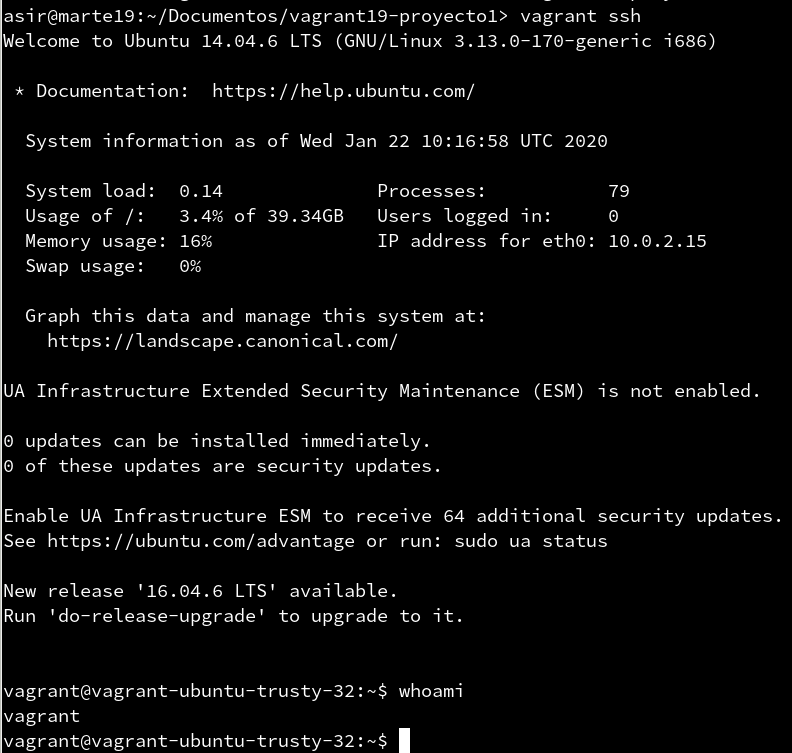 asir@marte19:~/Documentos/vagrant19-proyecto1> vagrant ssh
Welcome to Ubuntu 14.04.6 LTS (GNU/Linux 3.13.0-170-generic i686)
* Documentation:  https://help.ubuntu.com/
System information as of Wed Jan 22 10:16:58 UTC 2020
System load:  0.14              Processes:           79
Usage of /:   3.4% of 39.34GB   Users logged in:     0
Memory usage: 16%               IP address for eth0: 10.0.2.15
Swap usage:   0%
Graph this data and manage this system at:
https://landscape.canonical.com/
UA Infrastructure Extended Security Maintenance (ESM) is not enabled.
0 updates can be installed immediately.
0 of these updates are security updates.
Enable UA Infrastructure ESM to receive 64 additional security updates.
See https://ubuntu.com/advantage or run: sudo ua status
New release '16.04.6 LTS' available.
Run 'do-release-upgrade' to upgrade to it.
vagrant@vagrant-ubuntu-trusty-32:~$ whoami
vagrant
vagrant@vagrant-ubuntu-trusty-32:~$